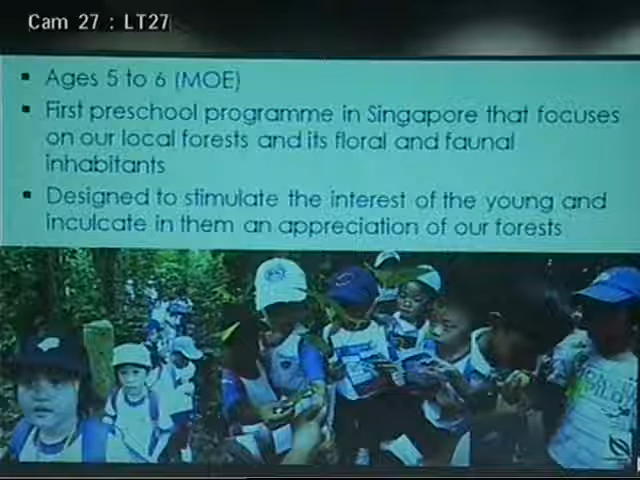 Cam 27 : LT27
▪ Ages 5 to 6 (MOE)
▪ First preschool programme in Singapore that focuses
on our local forests and its floral and faunal
inhabitants
▪ Designed to stimulate the interest of the young and
inculcate in them an appreciation of our forests